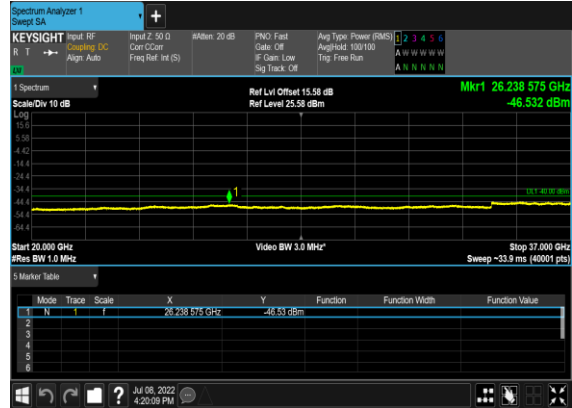 Spectrum Analyzer 1
Swept SA
KEYSIGHT Input: RF Input Z: 50 Ω #Atten: 20 dB PNO: Fast Avg Type: Power (RMS) 1 2 3 4 5 6
R T Coupling: DC Corr CCorr Gate: Off Avg|Hold: 100/100 A W W W W W
Align: Auto Freq Ref: Int (S) IF Gain: Low Trig: Free Run
Sig Track: Off A N N N N N
1 Spectrum Ref Lvl Offset 15.58 dB Mkr1 26.238 575 GHz
Scale/Div 10 dB Ref Level 25.58 dBm -46.532 dBm
Log
15.6
5.58
-4.42
-14.4
-24.4
-34.4 1 DL1 -40.00 dBm
-44.4
-54.4
-64.4
Start 20.000 GHz Video BW 3.0 MHz* Stop 37.000 GHz
#Res BW 1.0 MHz Sweep ~33.9 ms (40001 pts)
5 Marker Table
Mode Trace Scale X Y Function Function Width Function Value
1 N 1 f 26.238 575 GHz -46.53 dBm
2
3
4
5
6
? Jul 08, 2022
4:20:09 PM